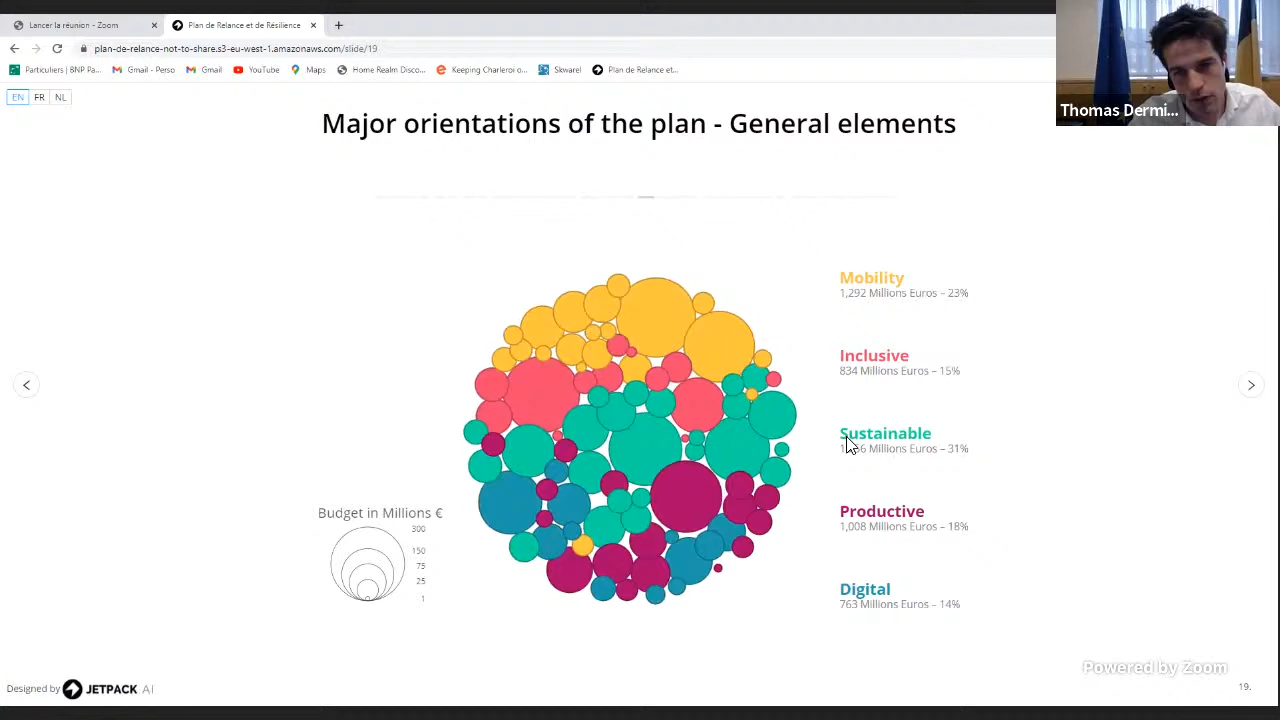 Lancer la réunion - Zoom
Plan de Relance et de Résilience
plan-de-relance-not-to-share.s3-eu-west-1.amazonaws.com/slide/19
Particuliers | BNP Pa... Gmail - Perso Gmail YouTube Maps Home Realm Disco... Keeping Charleroi o... Skwarel Plan de Relance et...
EN FR NL
Thomas Dermi...
Major orientations of the plan - General elements
Mobility
1,292 Millions Euros – 23%
Inclusive
834 Millions Euros – 15%
Sustainable
Millions Euros – 31%
Productive
1,008 Millions Euros – 18%
Digital
763 Millions Euros – 14%
Budget in Millions €
300
150
75
25
1
Powered by Zoom
Designed by JETPACK AI
19.